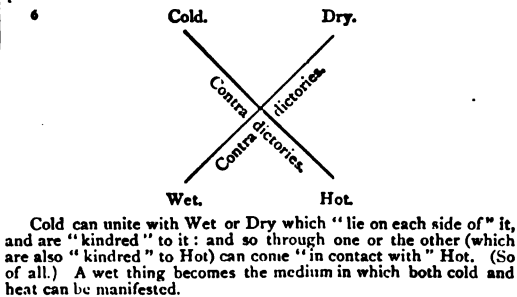 6
Cold. Dry.
Contra dictories.
Contra dictories.
Wet. Hot.
Cold can unite with Wet or Dry which "lie on each side of" it,
and are "kindred" to it: and so through one or the other (which
are also "kindred" to Hot) can come "in contact with" Hot. (So
of all.) A wet thing becomes the medium in which both cold and
heat can be manifested.